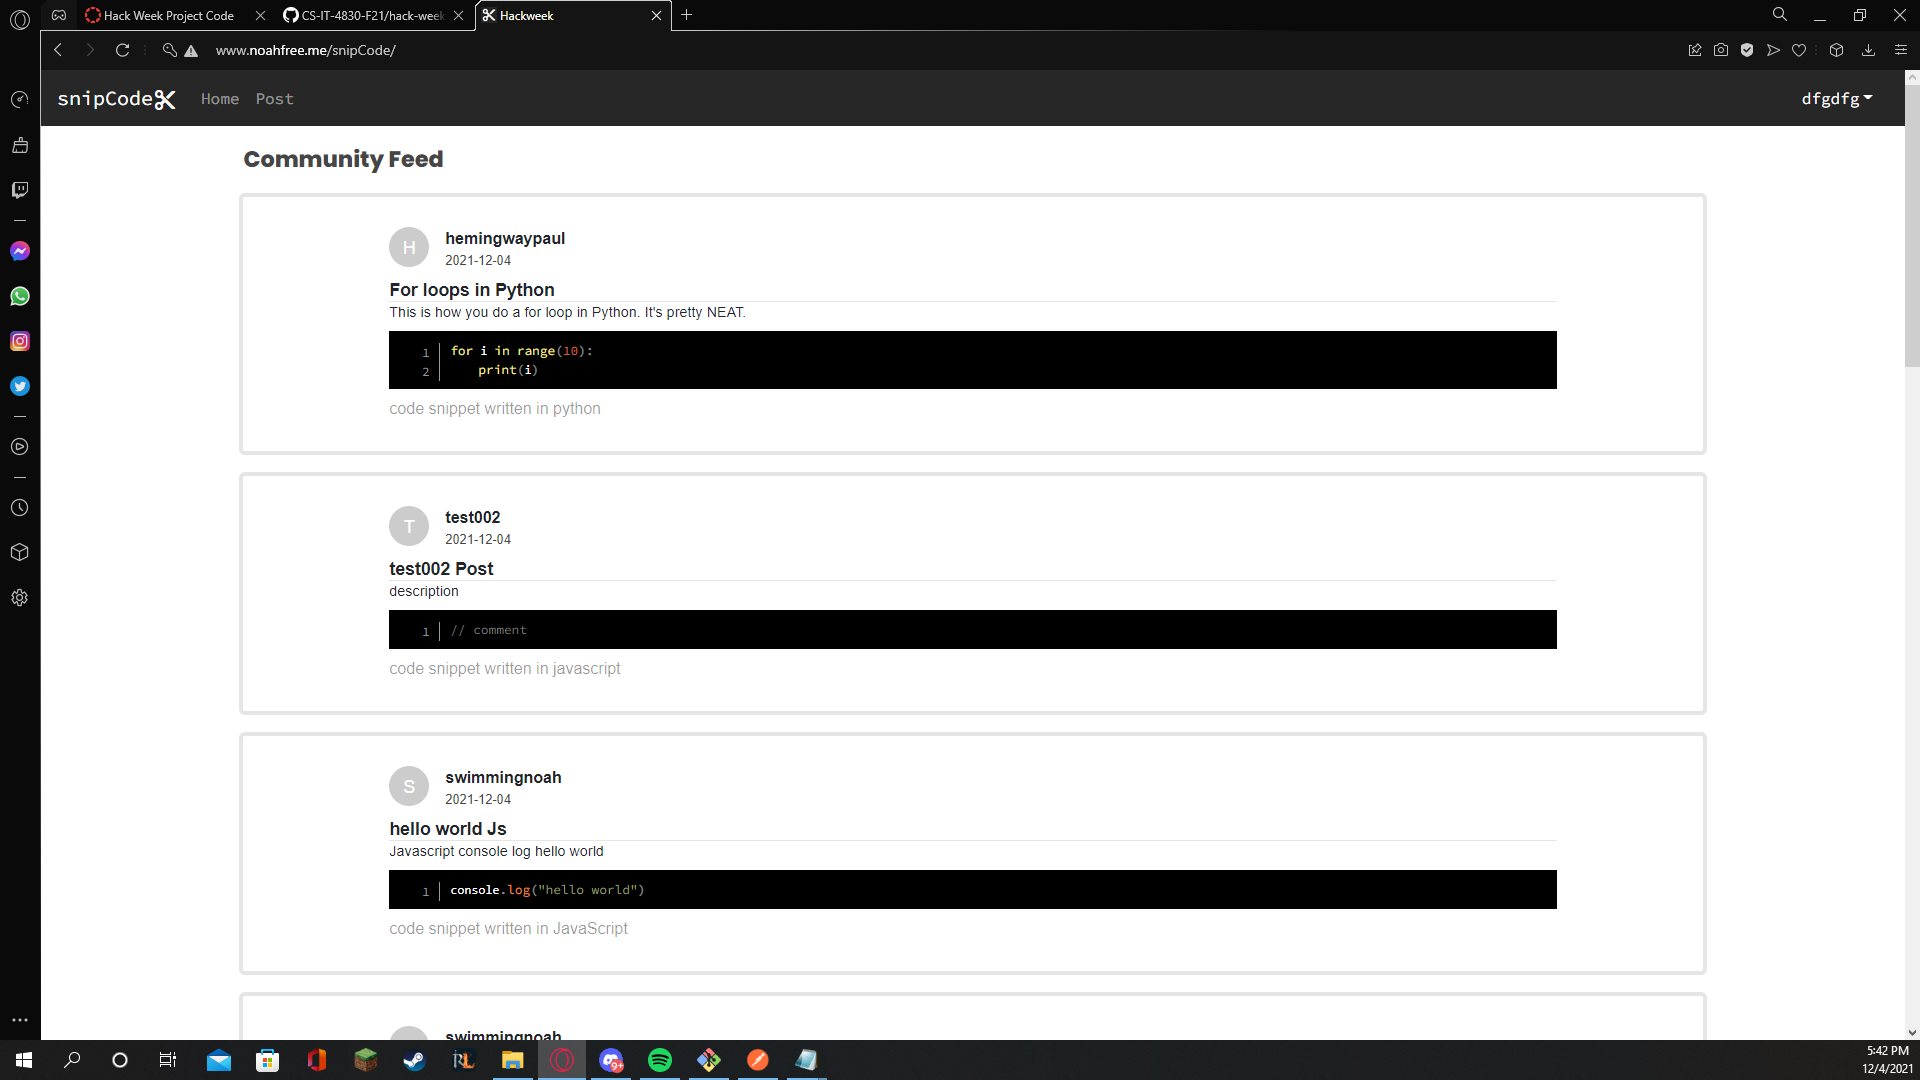 Hack Week Project Code
CS-IT-4830-F21/hack-week
Hackweek
www.noahfree.me/snipCode/
snipCode
Home
Post
dfgdfg
Community Feed
H
hemingwaypaul
2021-12-04
For loops in Python
This is how you do a for loop in Python. It's pretty NEAT.
1 for i in range(10):
2 print(i)
code snippet written in python
T
test002
2021-12-04
test002 Post
description
1 // comment
code snippet written in javascript
S
swimmingnoah
2021-12-04
hello world Js
Javascript console log hello world
1 console.log("hello world")
code snippet written in JavaScript
swimmingnoah
RL
9+
5:42 PM
12/4/2021